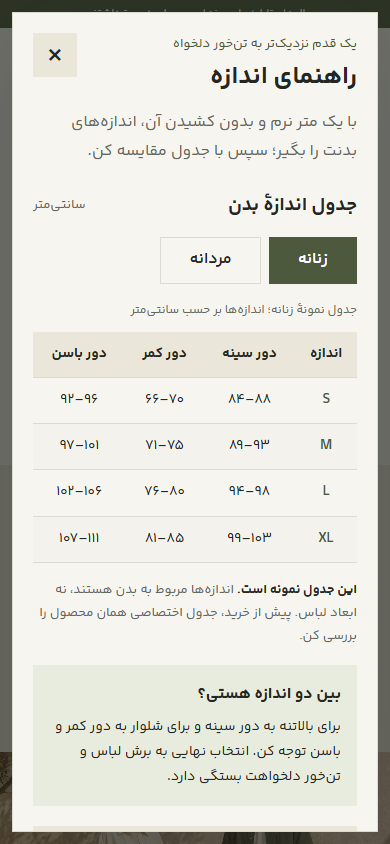 یک قدم نزدیک‌تر به تن‌خور دلخواه
راهنمای اندازه
×
با یک متر نرم و بدون کشیدن آن، اندازه‌های
بدنت را بگیر؛ سپس با جدول مقایسه کن.
جدول اندازهٔ بدن
سانتی‌متر
زنانه
مردانه
جدول نمونهٔ زنانه؛ اندازه‌ها بر حسب سانتی‌متر
اندازه دور سینه دور کمر دور باسن
S ۸۴–۸۸ ۶۶–۷۰ ۹۲–۹۶
M ۸۹–۹۳ ۷۱–۷۵ ۹۷–۱۰۱
L ۹۴–۹۸ ۷۶–۸۰ ۱۰۲–۱۰۶
XL ۹۹–۱۰۳ ۸۱–۸۵ ۱۰۷–۱۱۱
این جدول نمونه است. اندازه‌ها مربوط به بدن هستند، نه
ابعاد لباس. پیش از خرید، جدول اختصاصی همان محصول را
بررسی کن.
بین دو اندازه هستی؟
برای بالاتنه به دور سینه و برای شلوار به دور کمر و
باسن توجه کن. انتخاب نهایی به برش لباس و
تن‌خور دلخواهت بستگی دارد.